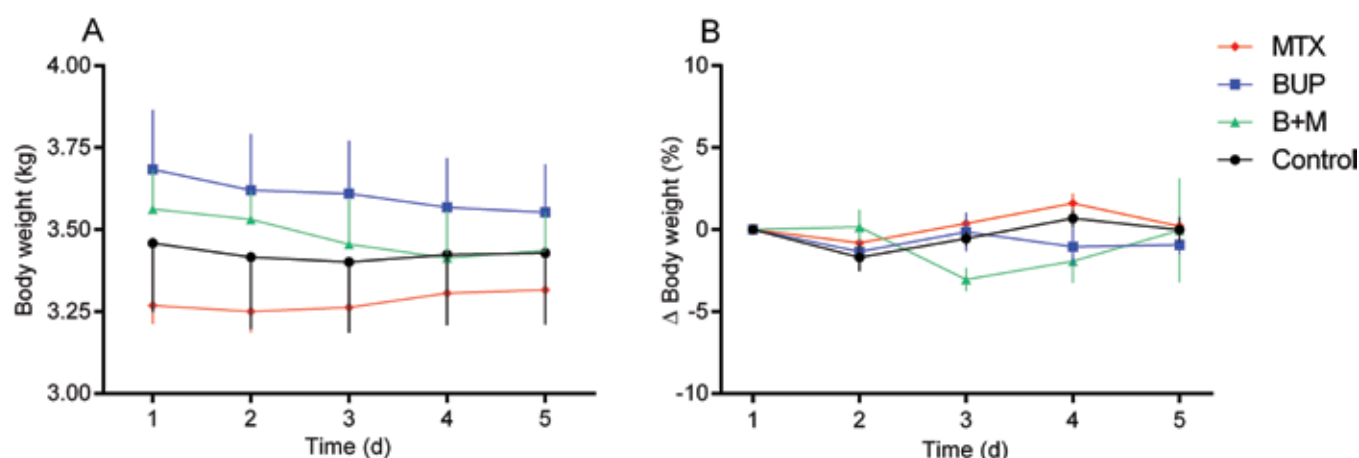 A
Body weight (kg)
4.00
3.75
3.50
3.25
3.00
1 2 3 4 5
Time (d)
B
Δ Body weight (%)
10
5
0
-5
-10
1 2 3 4 5
Time (d)
MTX
BUP
B+M
Control